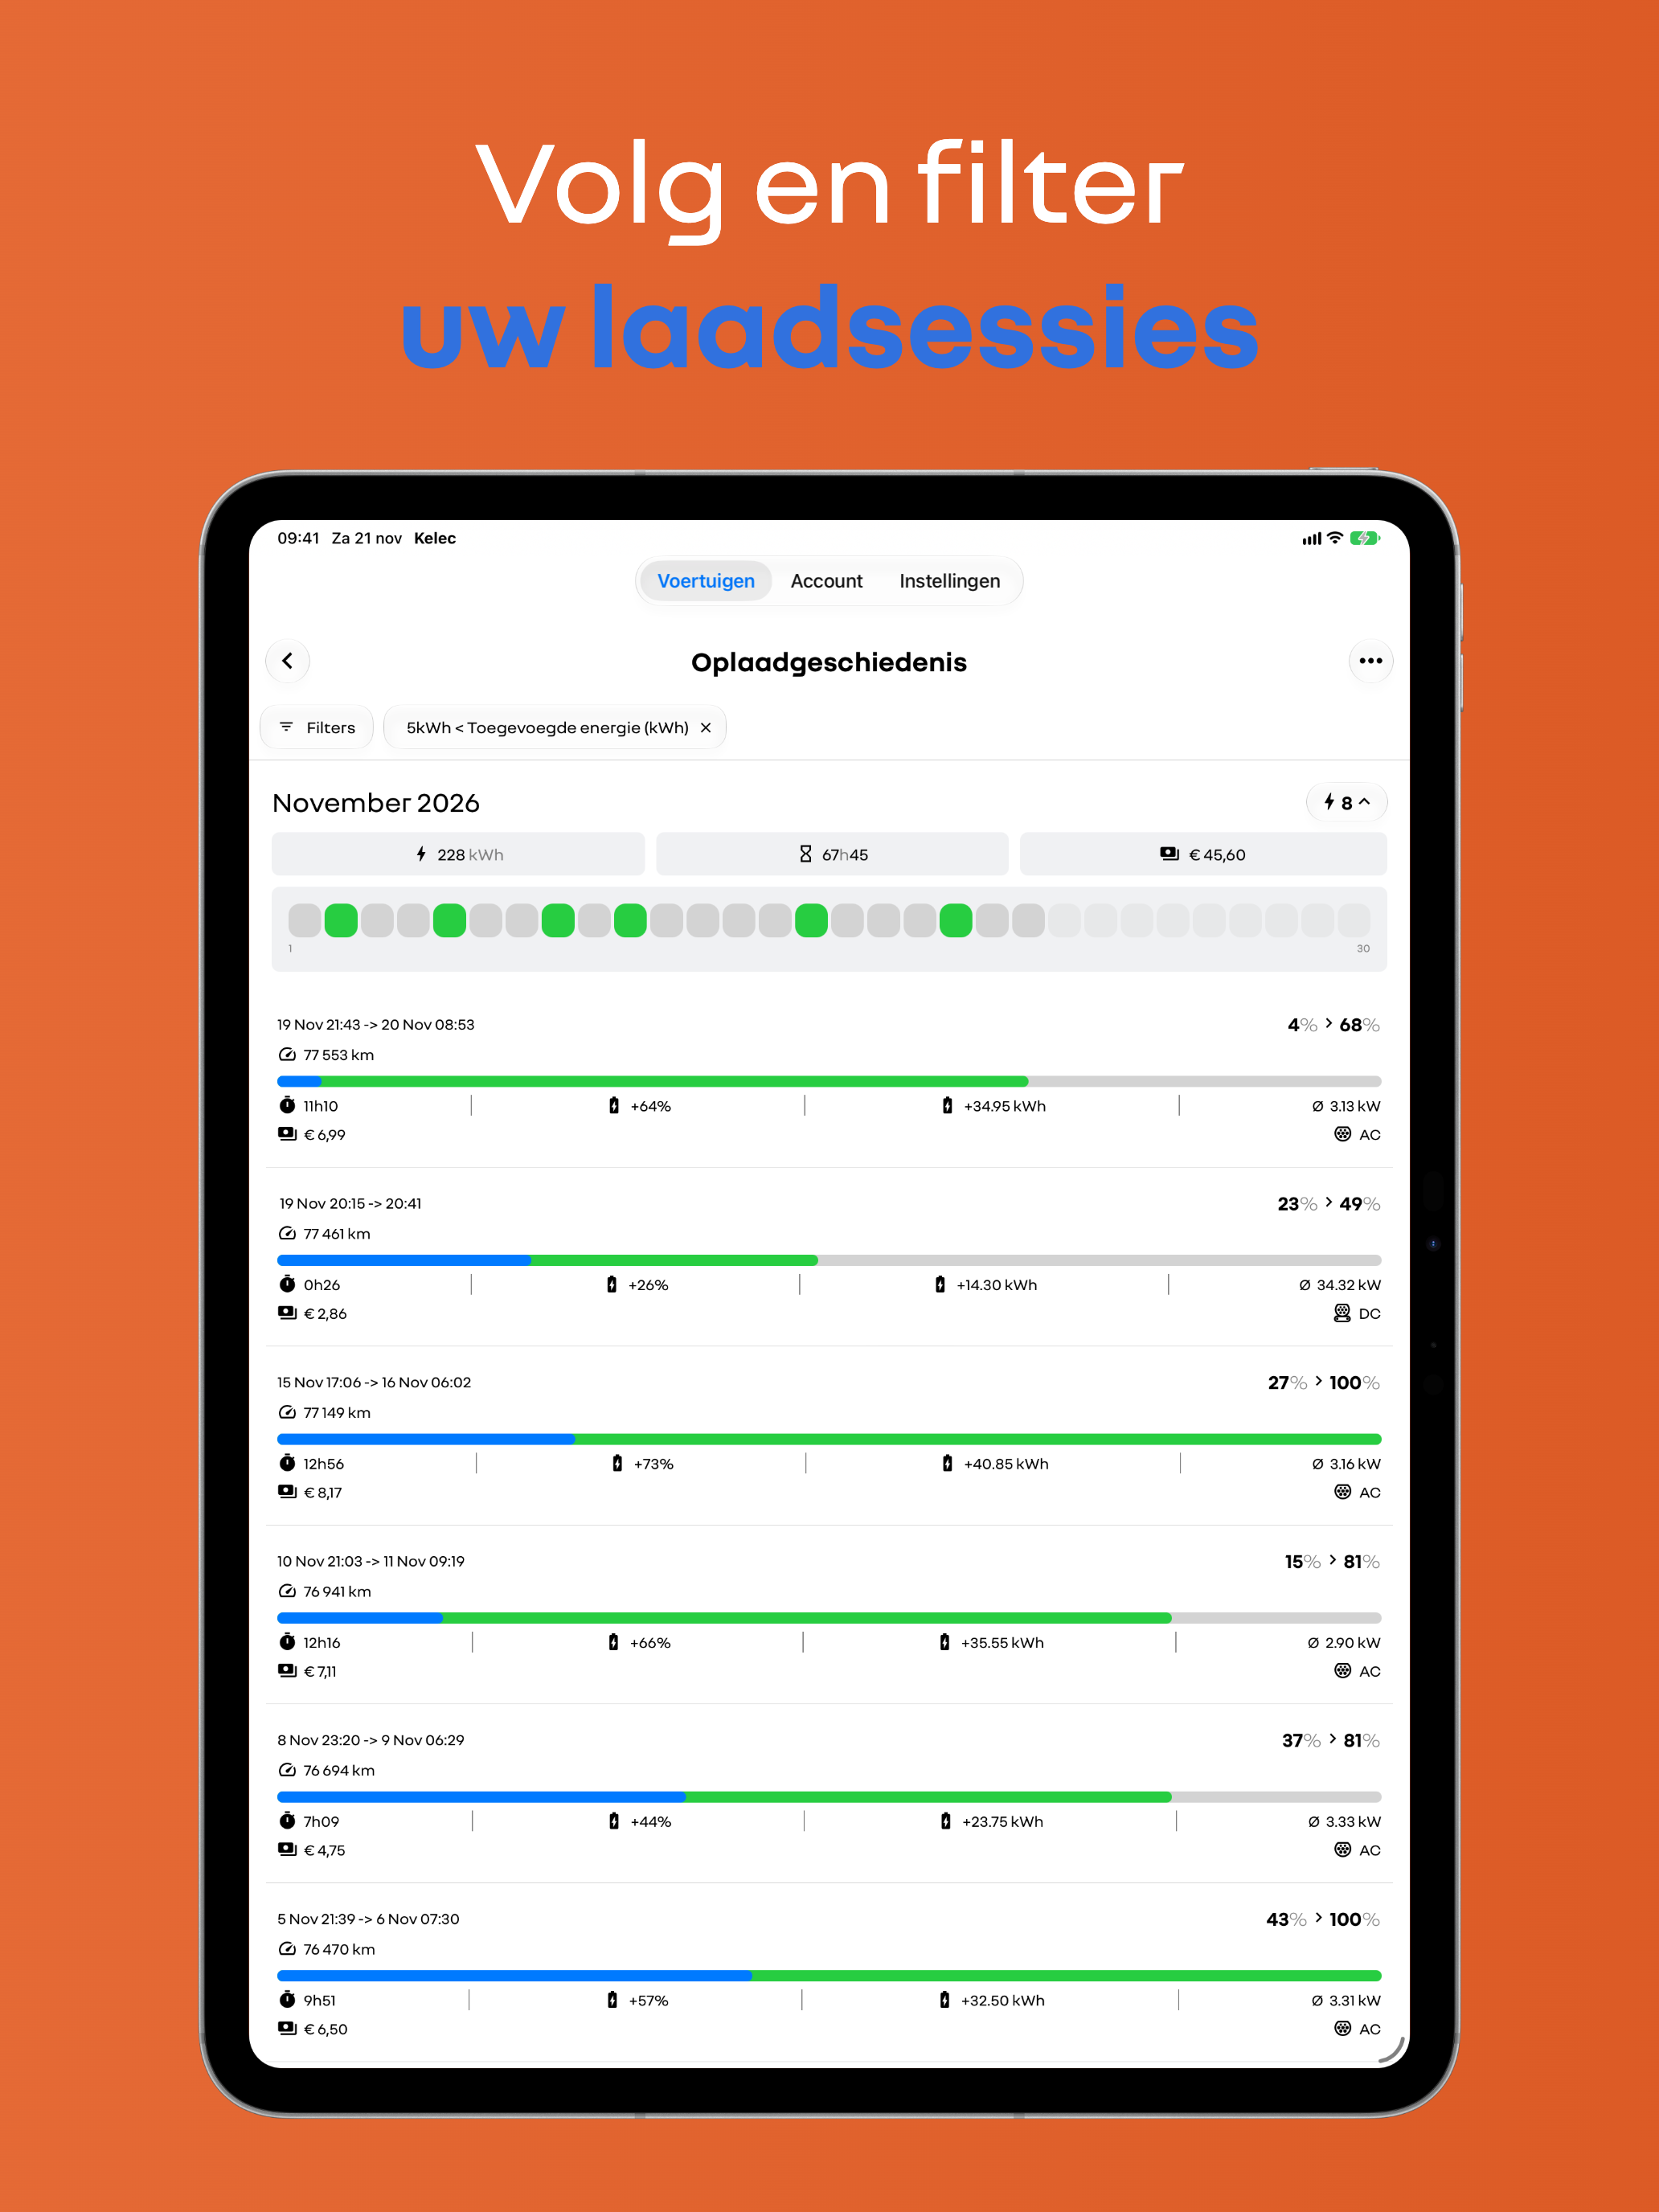 Volg en filter
uw laadsessies
09:41 Za 21 nov Kelec
Voertuigen Account Instellingen
Oplaadgeschiedenis
Filters 5kWh < Toegevoegde energie (kWh) ×
November 2026 8
228 kWh 67h45 € 45,60
1 30
19 Nov 21:43 -> 20 Nov 08:53 4% > 68%
77 553 km
11h10 +64% +34.95 kWh Ø 3.13 kW
€ 6,99 AC
19 Nov 20:15 -> 20:41 23% > 49%
77 461 km
0h26 +26% +14.30 kWh Ø 34.32 kW
€ 2,86 DC
15 Nov 17:06 -> 16 Nov 06:02 27% > 100%
77 149 km
12h56 +73% +40.85 kWh Ø 3.16 kW
€ 8,17 AC
10 Nov 21:03 -> 11 Nov 09:19 15% > 81%
76 941 km
12h16 +66% +35.55 kWh Ø 2.90 kW
€ 7,11 AC
8 Nov 23:20 -> 9 Nov 06:29 37% > 81%
76 694 km
7h09 +44% +23.75 kWh Ø 3.33 kW
€ 4,75 AC
5 Nov 21:39 -> 6 Nov 07:30 43% > 100%
76 470 km
9h51 +57% +32.50 kWh Ø 3.31 kW
€ 6,50 AC